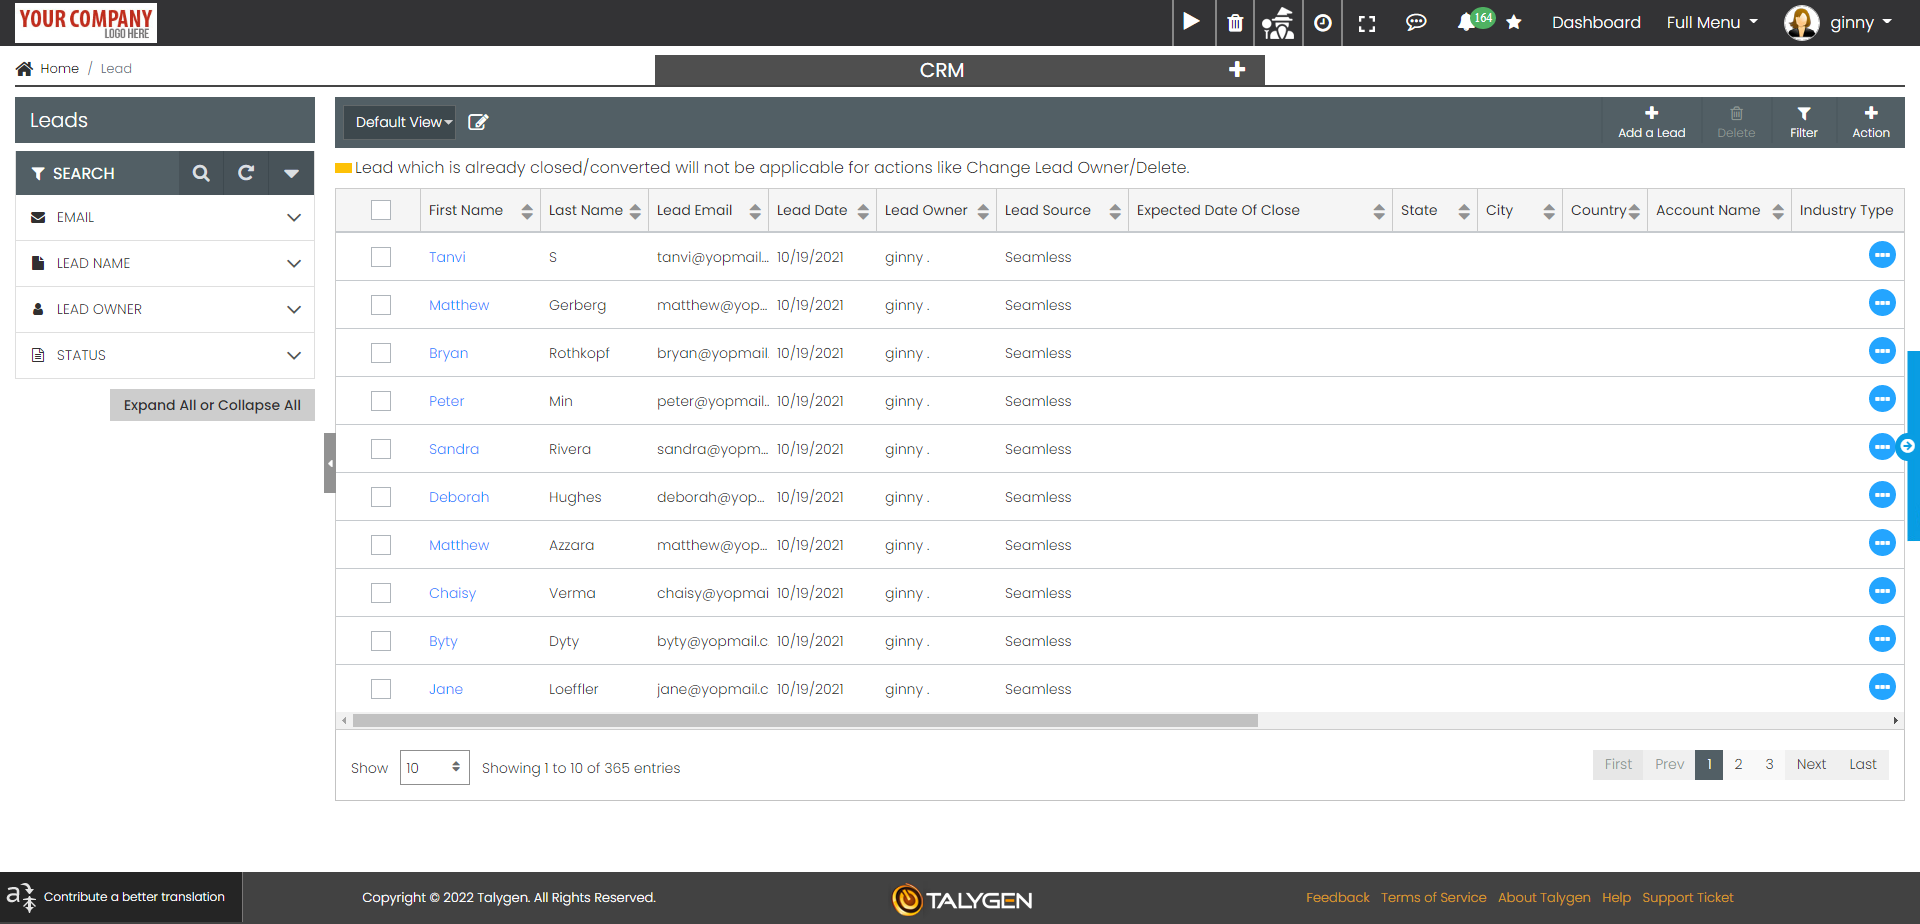 YOUR COMPANY
LOGO HERE
164
Dashboard
Full Menu
ginny
Home / Lead
CRM
Leads
Default View
Add a Lead
Delete
Filter
Action
SEARCH
EMAIL
LEAD NAME
LEAD OWNER
STATUS
Expand All or Collapse All
Lead which is already closed/converted will not be applicable for actions like Change Lead Owner/Delete.
First Name Last Name Lead Email Lead Date Lead Owner Lead Source Expected Date Of Close State City Country Account Name Industry Type
Tanvi S tanvi@yopmail... 10/19/2021 ginny . Seamless
Matthew Gerberg matthew@yop... 10/19/2021 ginny . Seamless
Bryan Rothkopf bryan@yopmail. 10/19/2021 ginny . Seamless
Peter Min peter@yopmail.. 10/19/2021 ginny . Seamless
Sandra Rivera sandra@yopm... 10/19/2021 ginny . Seamless
Deborah Hughes deborah@yop... 10/19/2021 ginny . Seamless
Matthew Azzara matthew@yop... 10/19/2021 ginny . Seamless
Chaisy Verma chaisy@yopmai 10/19/2021 ginny . Seamless
Byty Dyty byty@yopmail.c 10/19/2021 ginny . Seamless
Jane Loeffler jane@yopmail.c 10/19/2021 ginny . Seamless
Show 10 Showing 1 to 10 of 365 entries
First Prev 1 2 3 Next Last
Contribute a better translation
Copyright © 2022 Talygen. All Rights Reserved.
TALYGEN
Feedback Terms of Service About Talygen Help Support Ticket